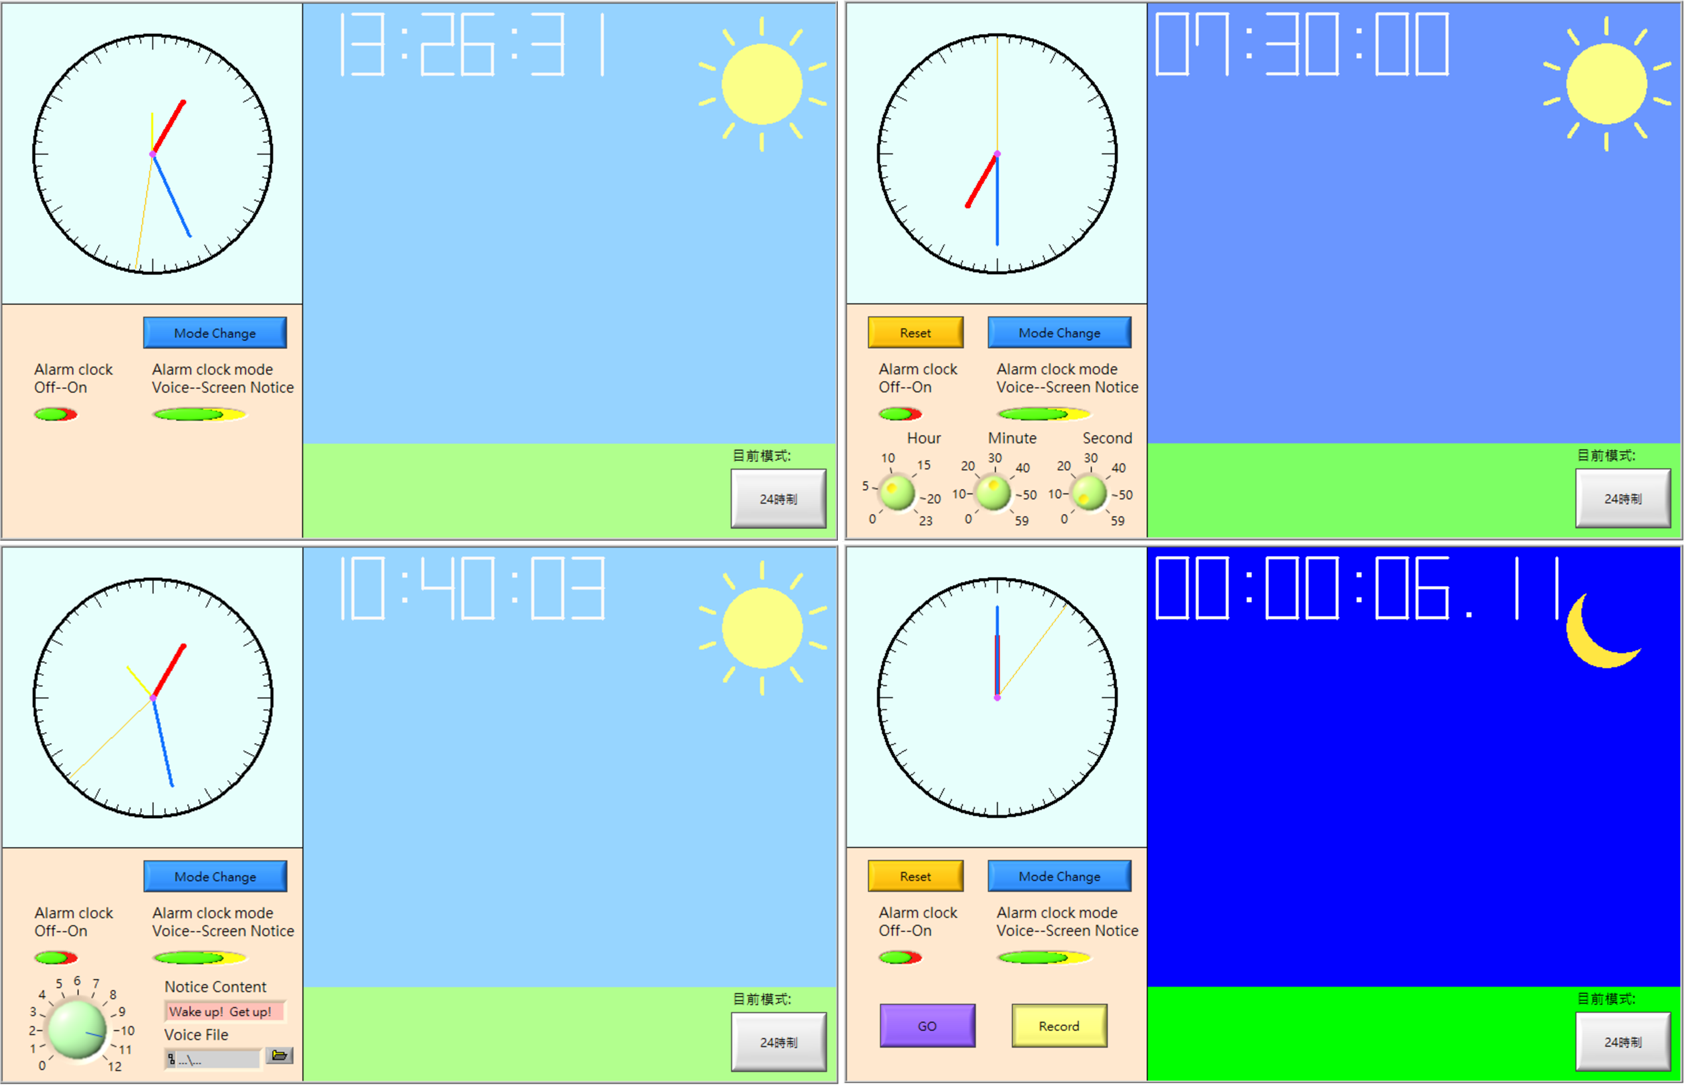 13:26:31
Mode Change
Alarm clock
Off--On
Alarm clock mode
Voice--Screen Notice
目前模式:
24時制
07:30:00
Reset
Mode Change
Alarm clock
Off--On
Alarm clock mode
Voice--Screen Notice
Hour
0 5 10 15 20 23
Minute
0 10 20 30 40 50 59
Second
0 10 20 30 40 50 59
目前模式:
24時制
10:40:03
Mode Change
Alarm clock
Off--On
Alarm clock mode
Voice--Screen Notice
0 1 2 3 4 5 6 7 8 9 10 11 12
Notice Content
Wake up! Get up!
Voice File
...\...
目前模式:
24時制
00:00:06.11
Reset
Mode Change
Alarm clock
Off--On
Alarm clock mode
Voice--Screen Notice
GO
Record
目前模式:
24時制